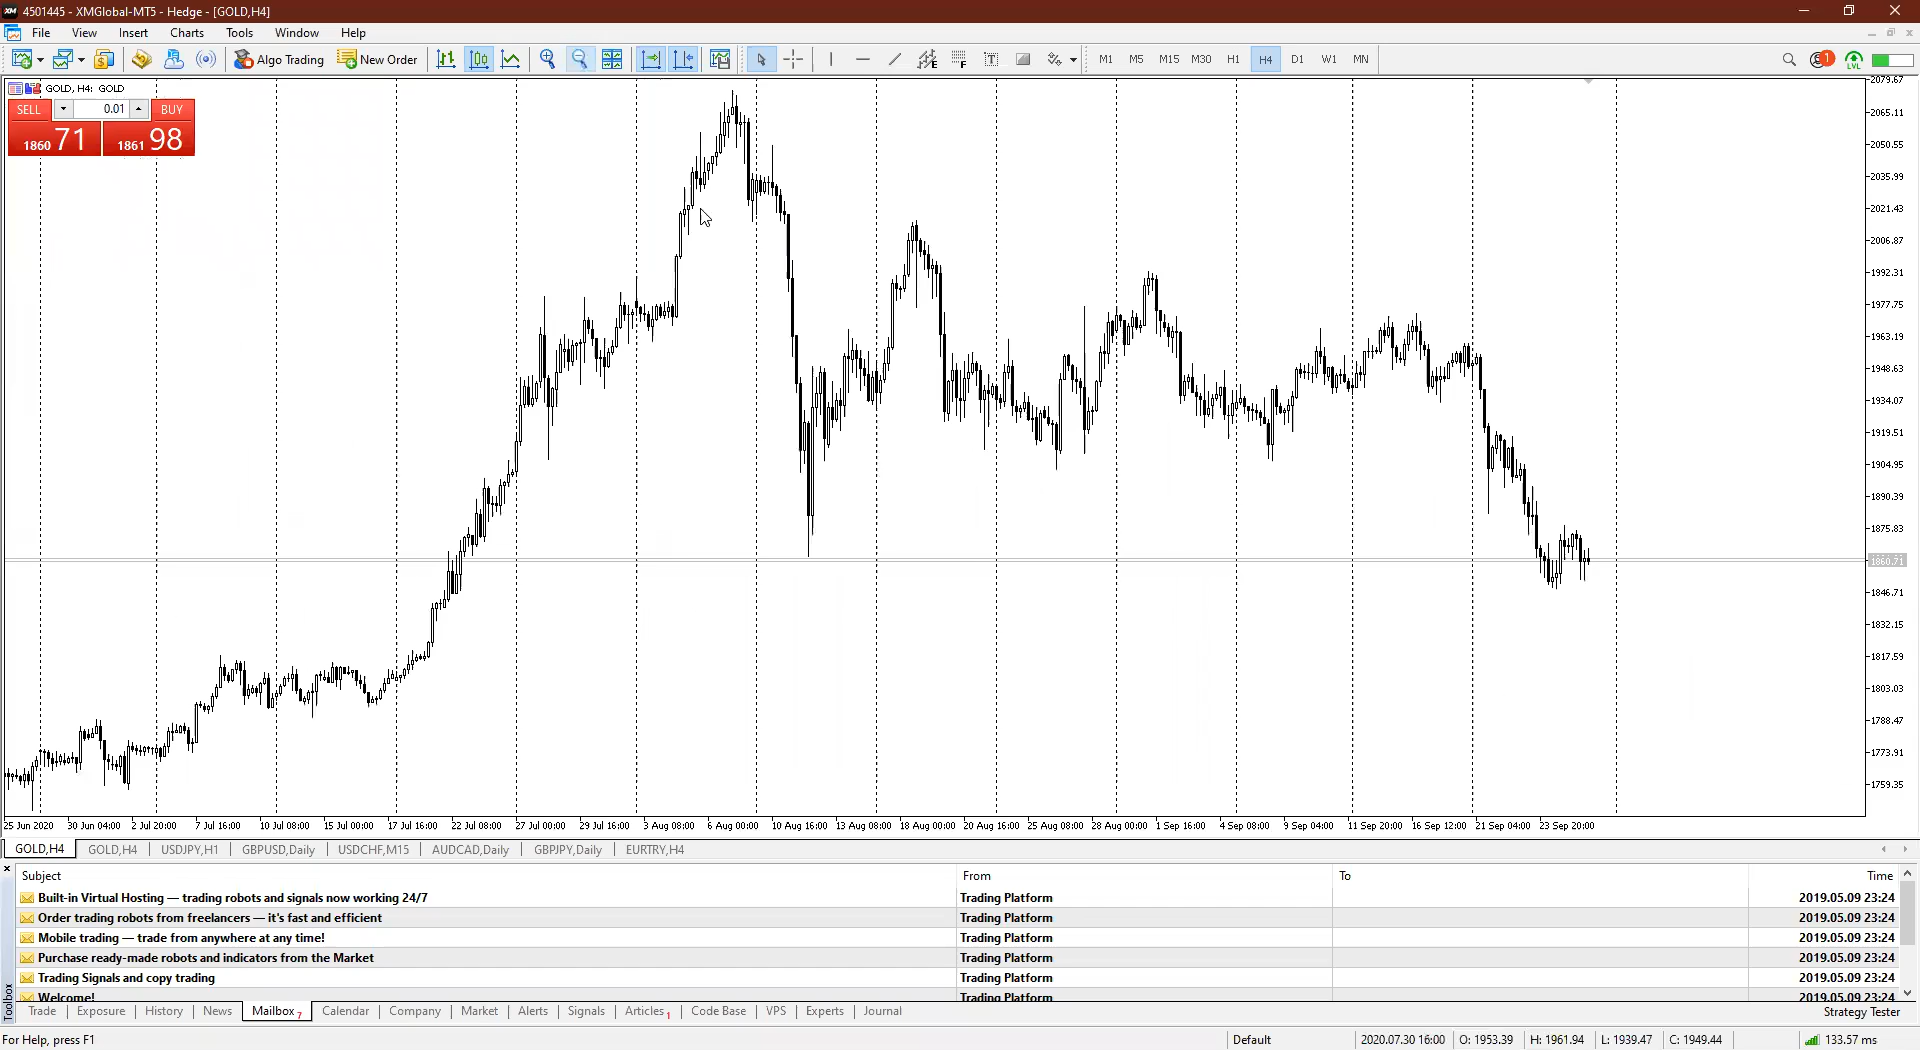 4501445 - XMGlobal-MT5 - Hedge - [GOLD,H4]
File View Insert Charts Tools Window Help
Algo Trading New Order M1 M5 M15 M30 H1 H4 D1 W1 MN 1 LVL
GOLD, H4: GOLD
SELL 0.01 BUY
1860 71 1861 98
2079.67
2065.11
2050.55
2035.99
2021.43
2006.87
1992.31
1977.75
1963.19
1948.63
1934.07
1919.51
1904.95
1890.39
1875.83
1860.71
1846.71
1832.15
1817.59
1803.03
1788.47
1773.91
1759.35
25 Jun 2020 30 Jun 04:00 2 Jul 20:00 7 Jul 16:00 10 Jul 08:00 15 Jul 00:00 17 Jul 16:00 22 Jul 08:00 27 Jul 00:00 29 Jul 16:00 3 Aug 08:00 6 Aug 00:00 10 Aug 16:00 13 Aug 08:00 18 Aug 00:00 20 Aug 16:00 25 Aug 08:00 28 Aug 00:00 1 Sep 16:00 4 Sep 08:00 9 Sep 04:00 11 Sep 20:00 16 Sep 12:00 21 Sep 04:00 23 Sep 20:00
GOLD,H4 GOLD,H4 USDJPY,H1 GBPUSD,Daily USDCHF,M15 AUDCAD,Daily GBPJPY,Daily EURTRY,H4
Subject From To Time
Built-in Virtual Hosting — trading robots and signals now working 24/7 Trading Platform 2019.05.09 23:24
Order trading robots from freelancers — it's fast and efficient Trading Platform 2019.05.09 23:24
Mobile trading — trade from anywhere at any time! Trading Platform 2019.05.09 23:24
Purchase ready-made robots and indicators from the Market Trading Platform 2019.05.09 23:24
Trading Signals and copy trading Trading Platform 2019.05.09 23:24
Welcome! Trading Platform 2019.05.09 23:24
Toolbox
Trade Exposure History News Mailbox 7 Calendar Company Market Alerts Signals Articles 1 Code Base VPS Experts Journal Strategy Tester
For Help, press F1 Default 2020.07.30 16:00 O: 1953.39 H: 1961.94 L: 1939.47 C: 1949.44 133.57 ms